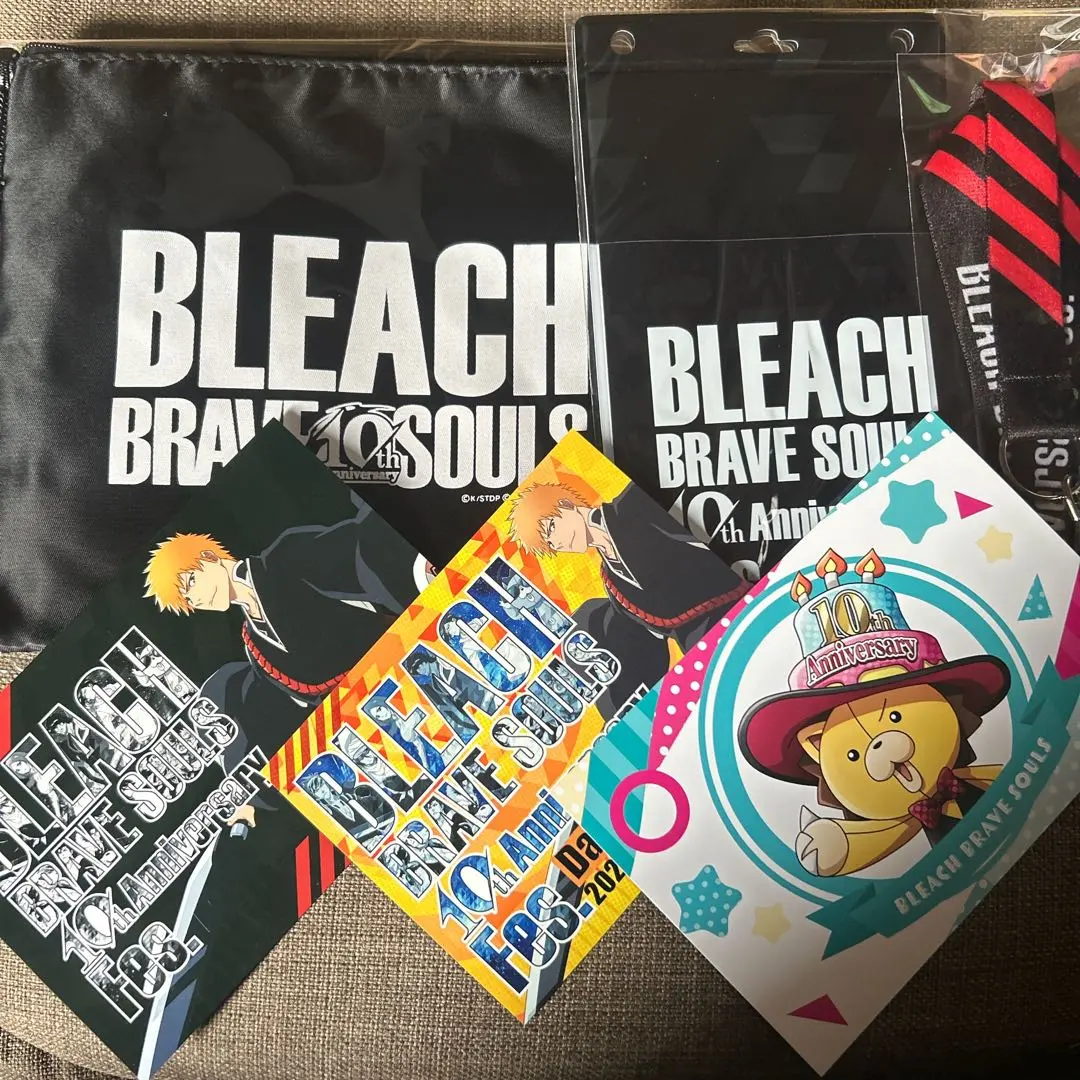 BLEACH
BRAVE SOULS
10th
Anniversary
©K/STDP
BLEACH
BRAVE SOUL
10th Anniv
BLEACH
BLEACH
BRAVE SOULS
10th Anniversary
Fes.
BLEACH
BRAVE SOULS
10th Anni
Fes. Da
202
10th
Anniversary
BLEACH BRAVE SOULS